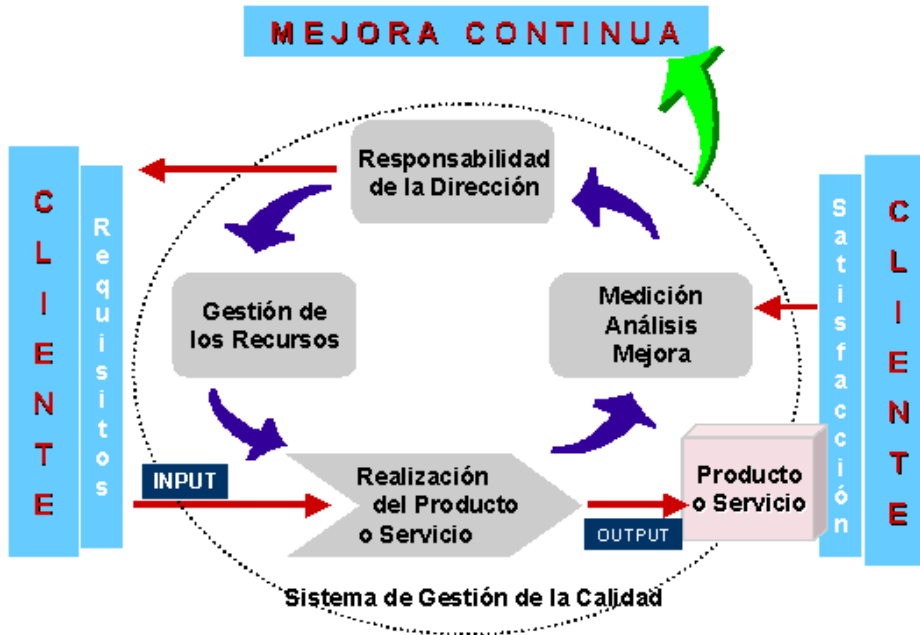 MEJORA CONTINUA
Responsabilidad
de la Dirección
CLIENTE
Requisitos
Gestión de
los Recursos
Medición
Análisis
Mejora
Satisfacción
CLIENTE
INPUT
Realización
del Producto
o Servicio
OUTPUT
Producto
o Servicio
Sistema de Gestión de la Calidad